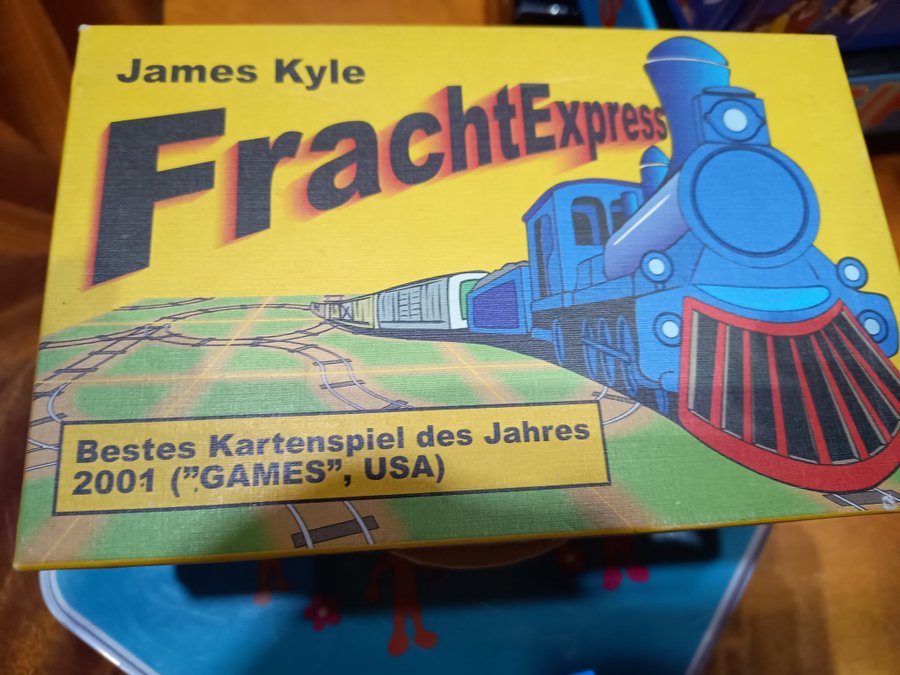 James Kyle
FrachtExpress
Bestes Kartenspiel des Jahres
2001 ("GAMES", USA)